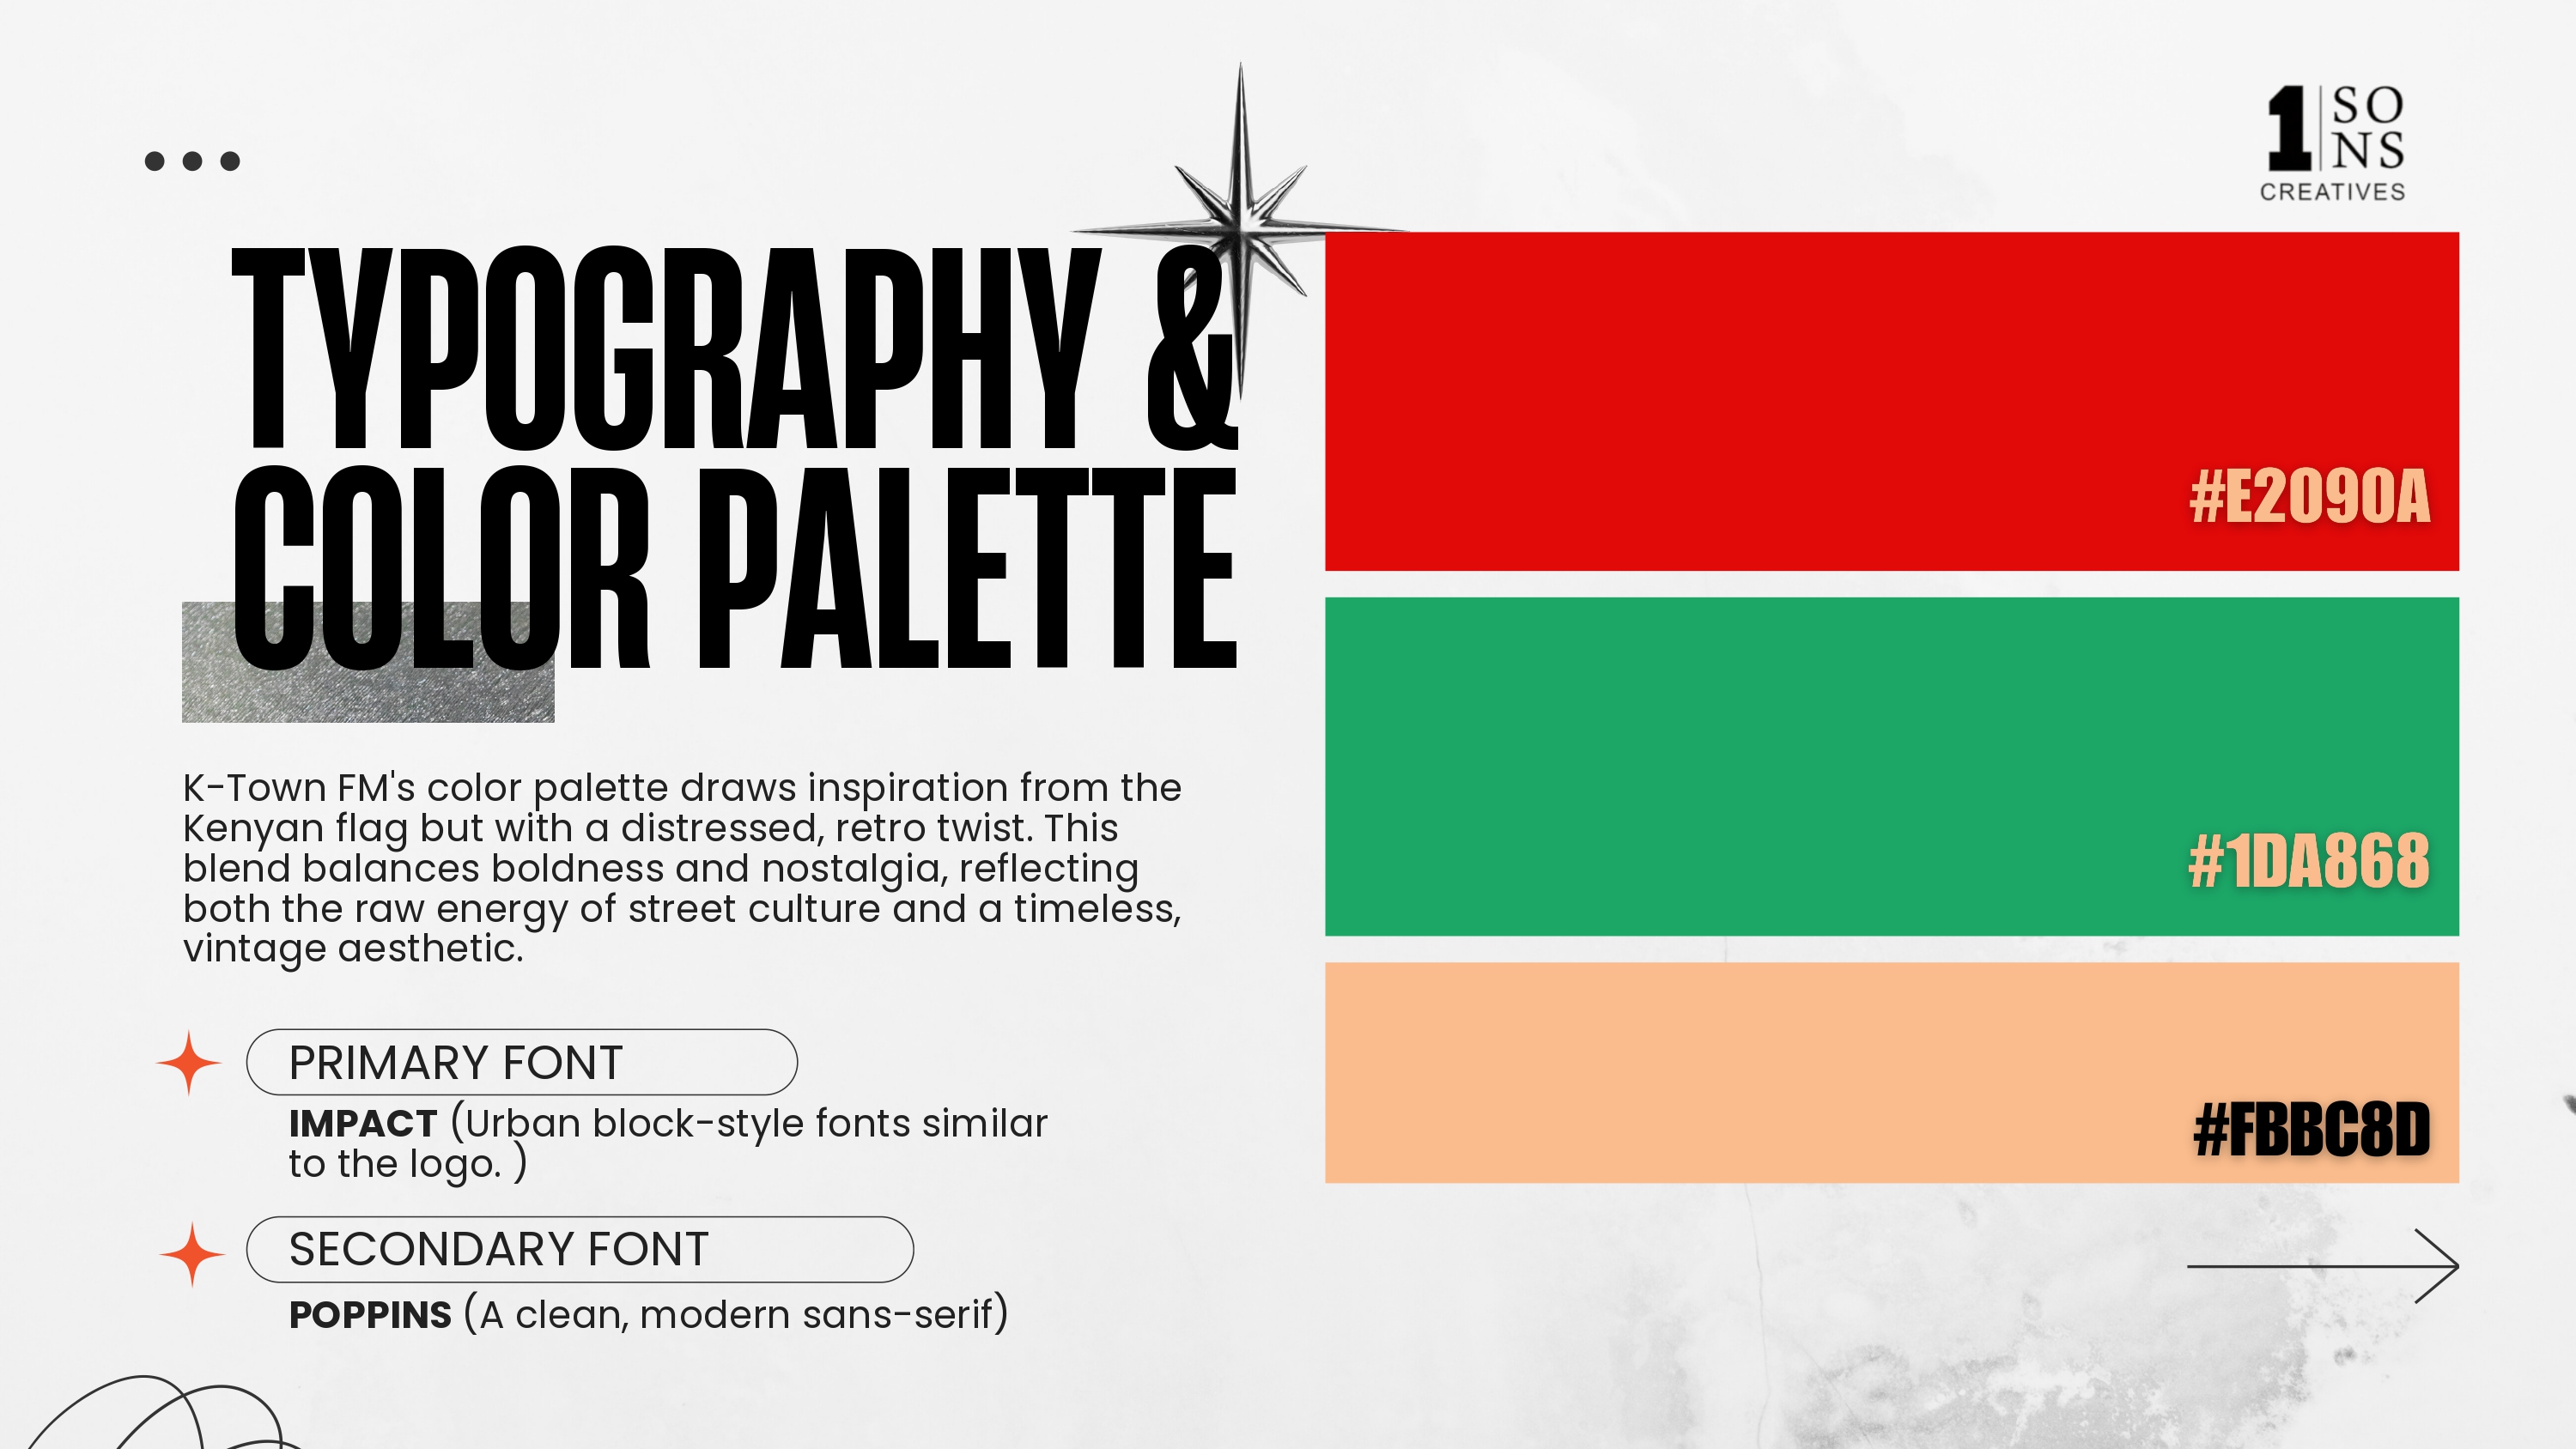 1 SO
NS
CREATIVES
TYPOGRAPHY &
COLOR PALETTE
K-Town FM's color palette draws inspiration from the
Kenyan flag but with a distressed, retro twist. This
blend balances boldness and nostalgia, reflecting
both the raw energy of street culture and a timeless,
vintage aesthetic.
PRIMARY FONT
IMPACT (Urban block-style fonts similar
to the logo. )
SECONDARY FONT
POPPINS (A clean, modern sans-serif)
#E2090A
#1DA868
#FBBC8D